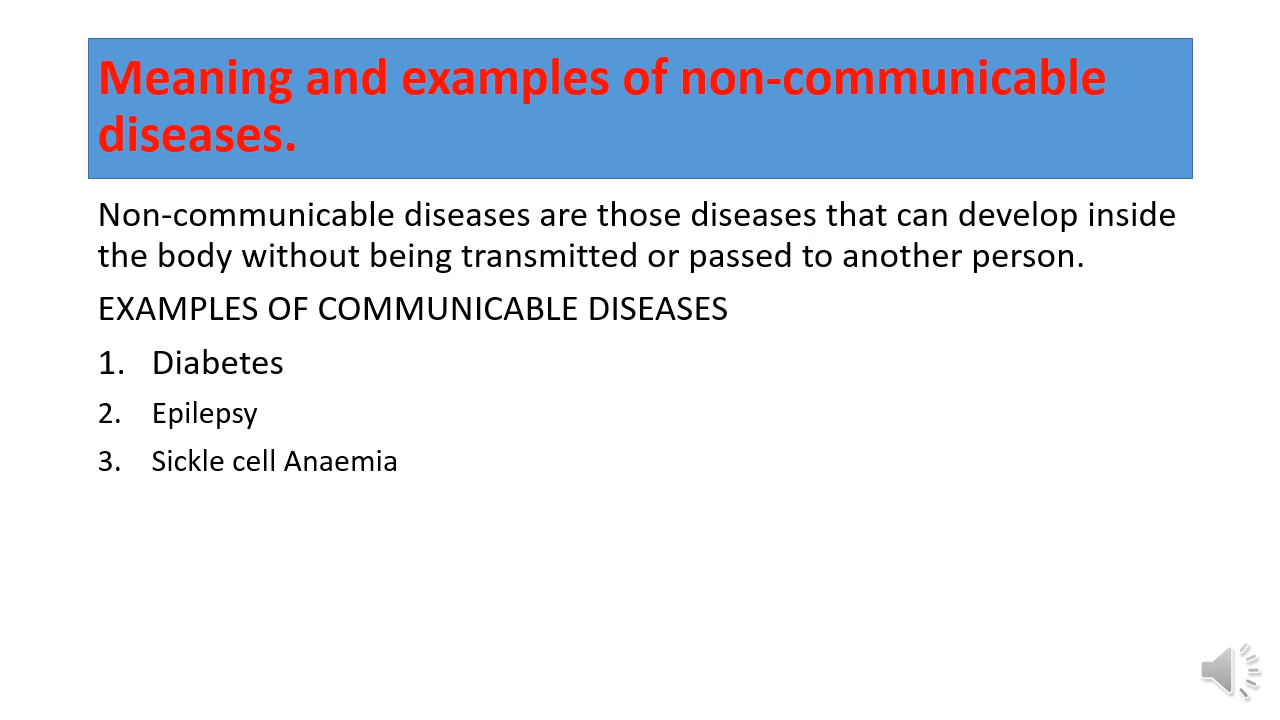 Meaning and examples of non-communicable
diseases.
Non-communicable diseases are those diseases that can develop inside
the body without being transmitted or passed to another person.
EXAMPLES OF COMMUNICABLE DISEASES
1. Diabetes
2. Epilepsy
3. Sickle cell Anaemia